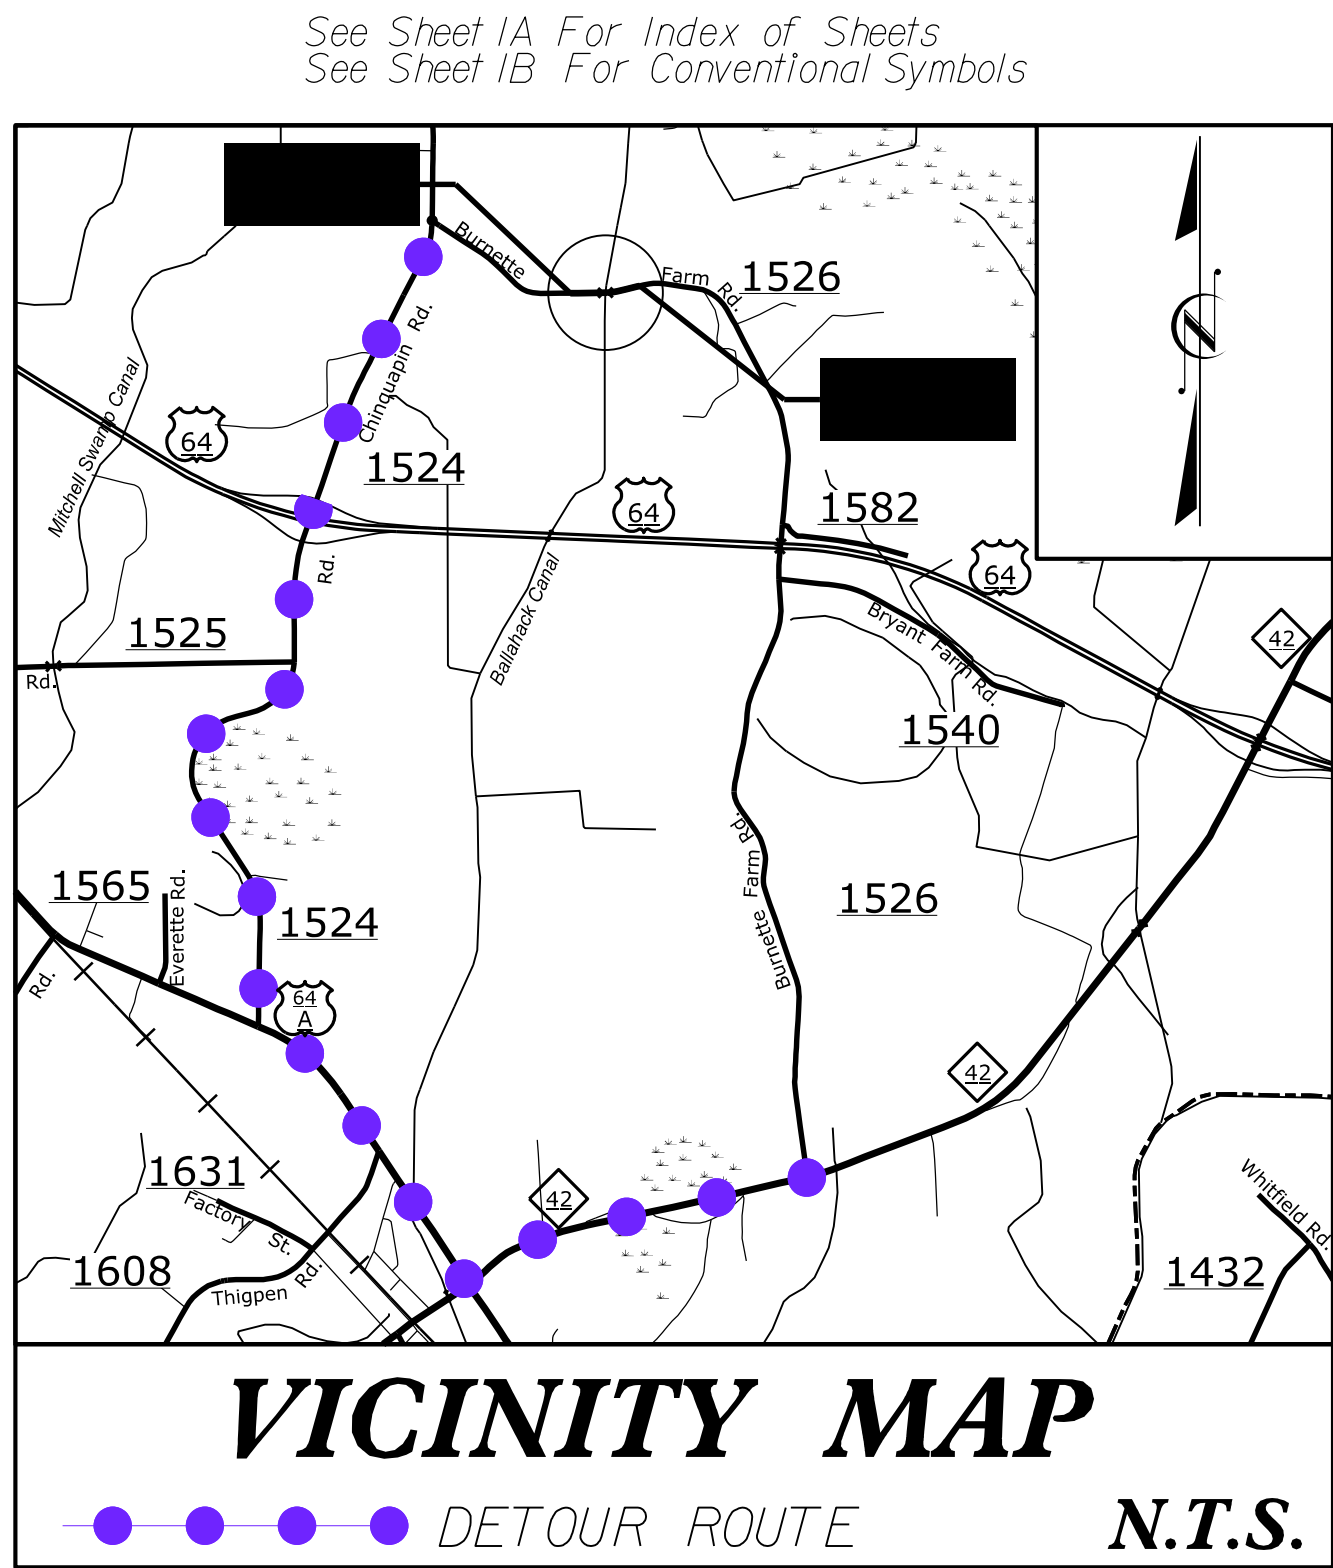 See Sheet 1A For Index of Sheets
See Sheet 1B For Conventional Symbols
Burnette
Farm Rd.
1526
Chinquapin Rd.
Mitchell Swamp Canal
64
1524
64
1582
64
N
Rd.
Ballahack Canal
1525
Rd.
Bryant Farm Rd.
42
1540
Burnette Farm Rd.
1565
Everette Rd.
1524
1526
Rd.
64
A
42
1631
Factory St.
42
Whitfield Rd.
1608
Thigpen Rd.
1432
VICINITY MAP
DETOUR ROUTE
N.T.S.